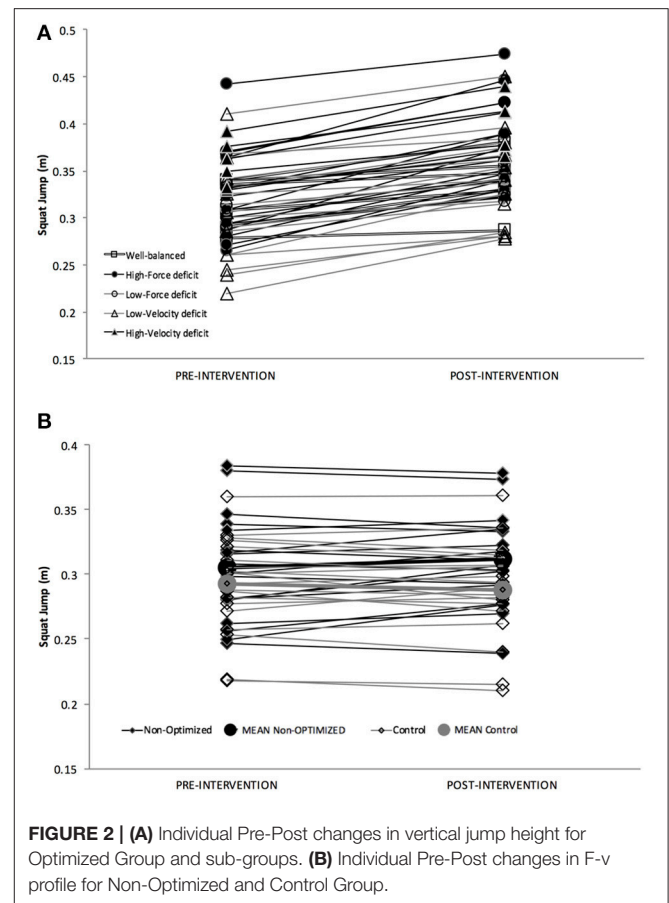 A
0.5
0.45
0.4
0.35
0.3
0.25
0.2
0.15
Squat Jump (m)
Well-balanced
High-Force deficit
Low-Force deficit
Low-Velocity deficit
High-Velocity deficit
PRE-INTERVENTION POST-INTERVENTION
B
0.4
0.35
0.3
0.25
0.2
0.15
Squat Jump (m)
Non-Optimized MEAN Non-OPTIMIZED Control MEAN Control
PRE-INTERVENTION POST-INTERVENTION
FIGURE 2 | (A) Individual Pre-Post changes in vertical jump height for
Optimized Group and sub-groups. (B) Individual Pre-Post changes in F-v
profile for Non-Optimized and Control Group.